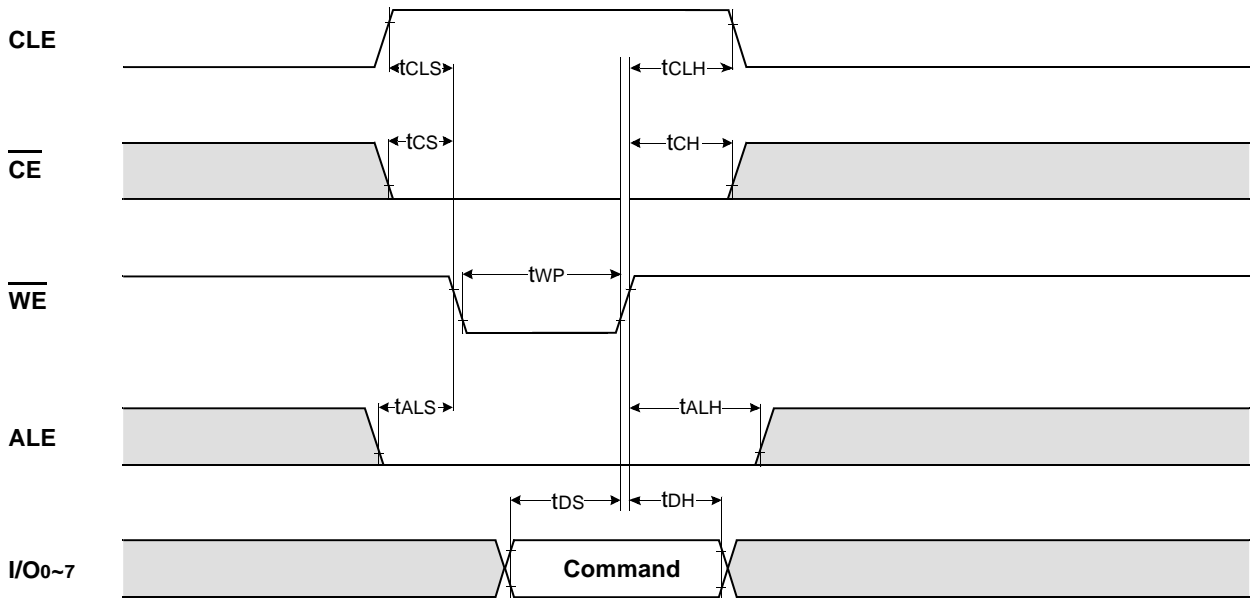 CLE
tCLS
tCLH
CE
tCS
tCH
WE
tWP
ALE
tALS
tALH
tDS
tDH
I/O0~7
Command